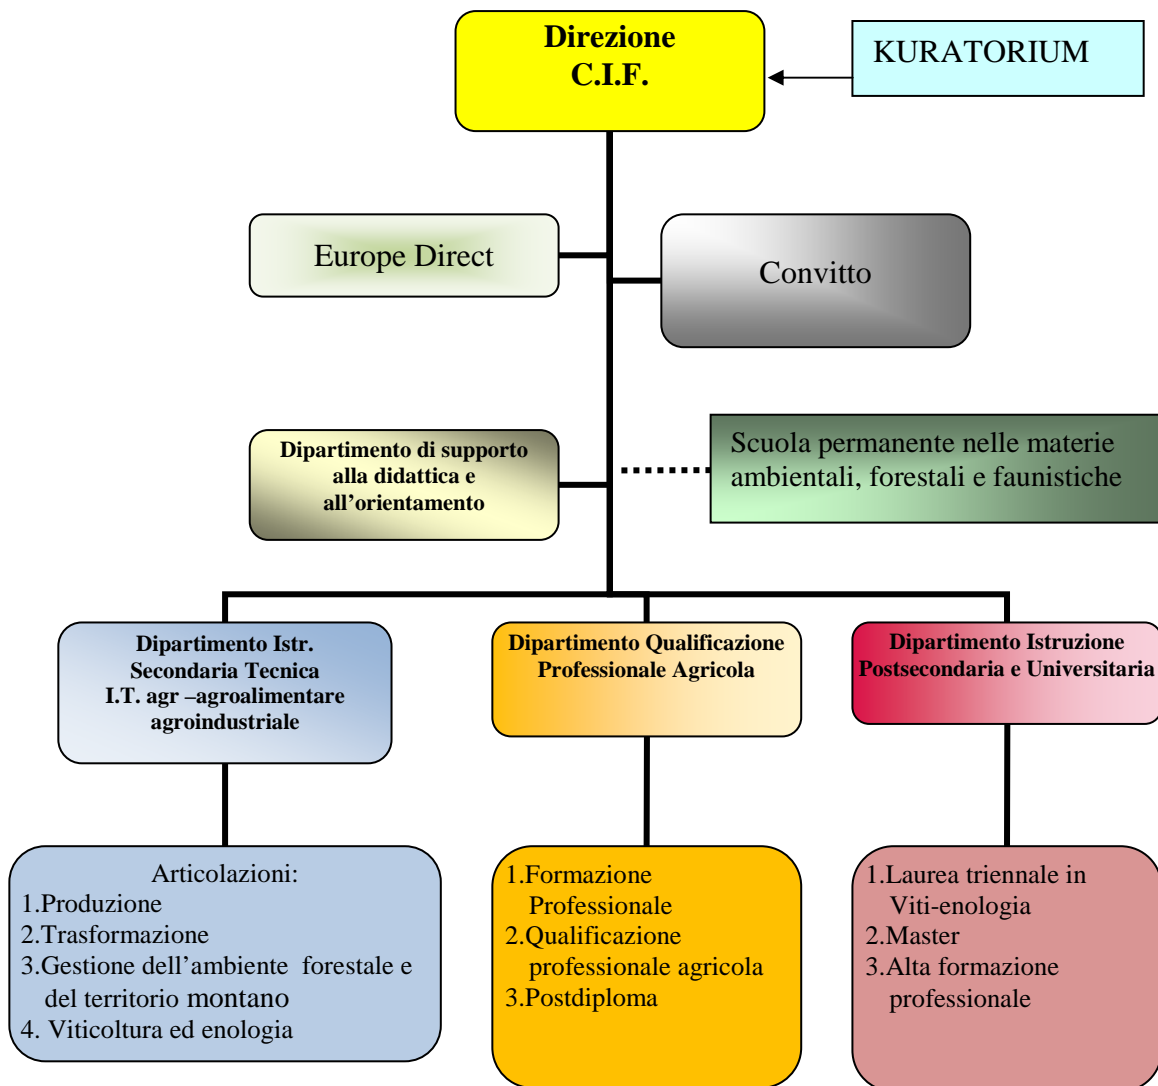 Direzione
C.I.F.
KURATORIUM
Europe Direct
Convitto
Dipartimento di supporto
alla didattica e
all’orientamento
Scuola permanente nelle materie
ambientali, forestali e faunistiche
Dipartimento Istr.
Secondaria Tecnica
I.T. agr –agroalimentare
agroindustriale
Dipartimento Qualificazione
Professionale Agricola
Dipartimento Istruzione
Postsecondaria e Universitaria
Articolazioni:
1.Produzione
2.Trasformazione
3.Gestione dell’ambiente forestale e
del territorio montano
4. Viticoltura ed enologia
1.Formazione
Professionale
2.Qualificazione
professionale agricola
3.Postdiploma
1.Laurea triennale in
Viti-enologia
2.Master
3.Alta formazione
professionale